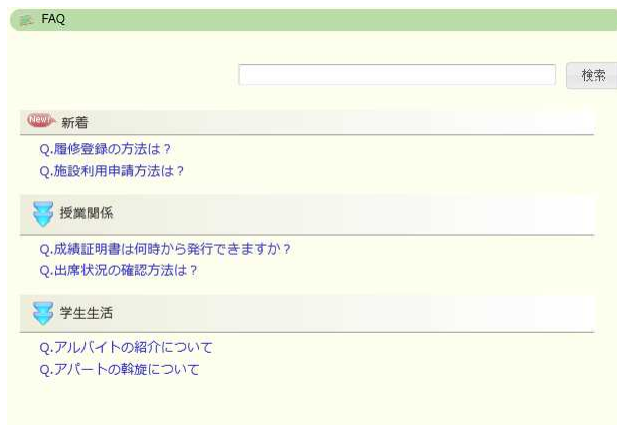 FAQ
検索
New! 新着
Q.履修登録の方法は？
Q.施設利用申請方法は？
授業関係
Q.成績証明書は何時から発行できますか？
Q.出席状況の確認方法は？
学生生活
Q.アルバイトの紹介について
Q.アパートの斡旋について